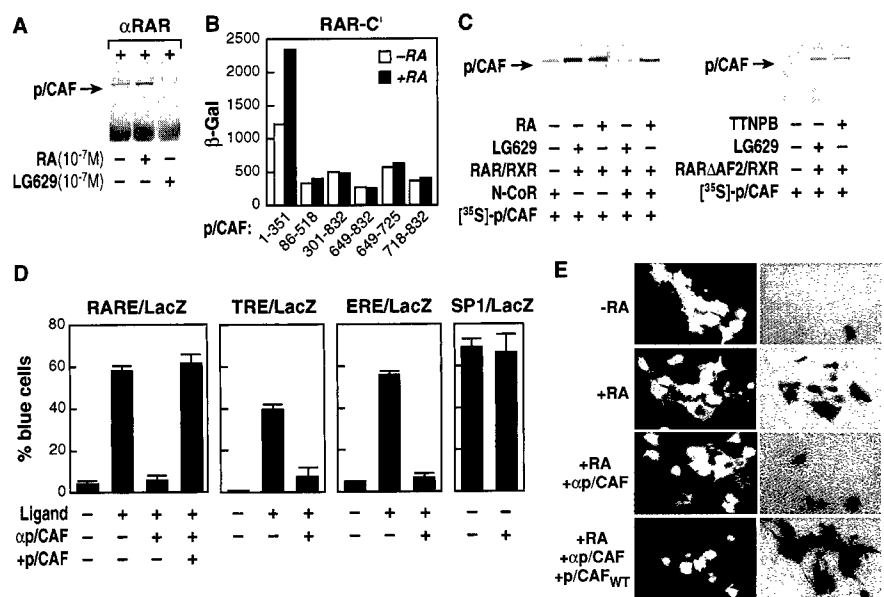 A
αRAR
+ + +
p/CAF
RA(10⁻⁷M) – + –
LG629(10⁻⁷M) – – +
B
RAR-C'
2500
2000
1500
1000
500
0
β-Gal
–RA
+RA
p/CAF:
1-351
86-518
301-832
649-832
649-725
718-832
C
p/CAF
RA – – + – +
LG629 – + – + –
RAR/RXR – + + + +
N-CoR + – – + +
[³⁵S]-p/CAF + + + + +
p/CAF
TTNPB – – +
LG629 – + –
RARΔAF2/RXR – + +
[³⁵S]-p/CAF + + +
D
RARE/LacZ
TRE/LacZ
ERE/LacZ
SP1/LacZ
80
60
40
20
0
% blue cells
Ligand – + + + – + + – + + – –
αp/CAF – – + + – – + – – + – +
+p/CAF – – – +
E
-RA
+RA
+RA
+αp/CAF
+RA
+αp/CAF
+p/CAFWT